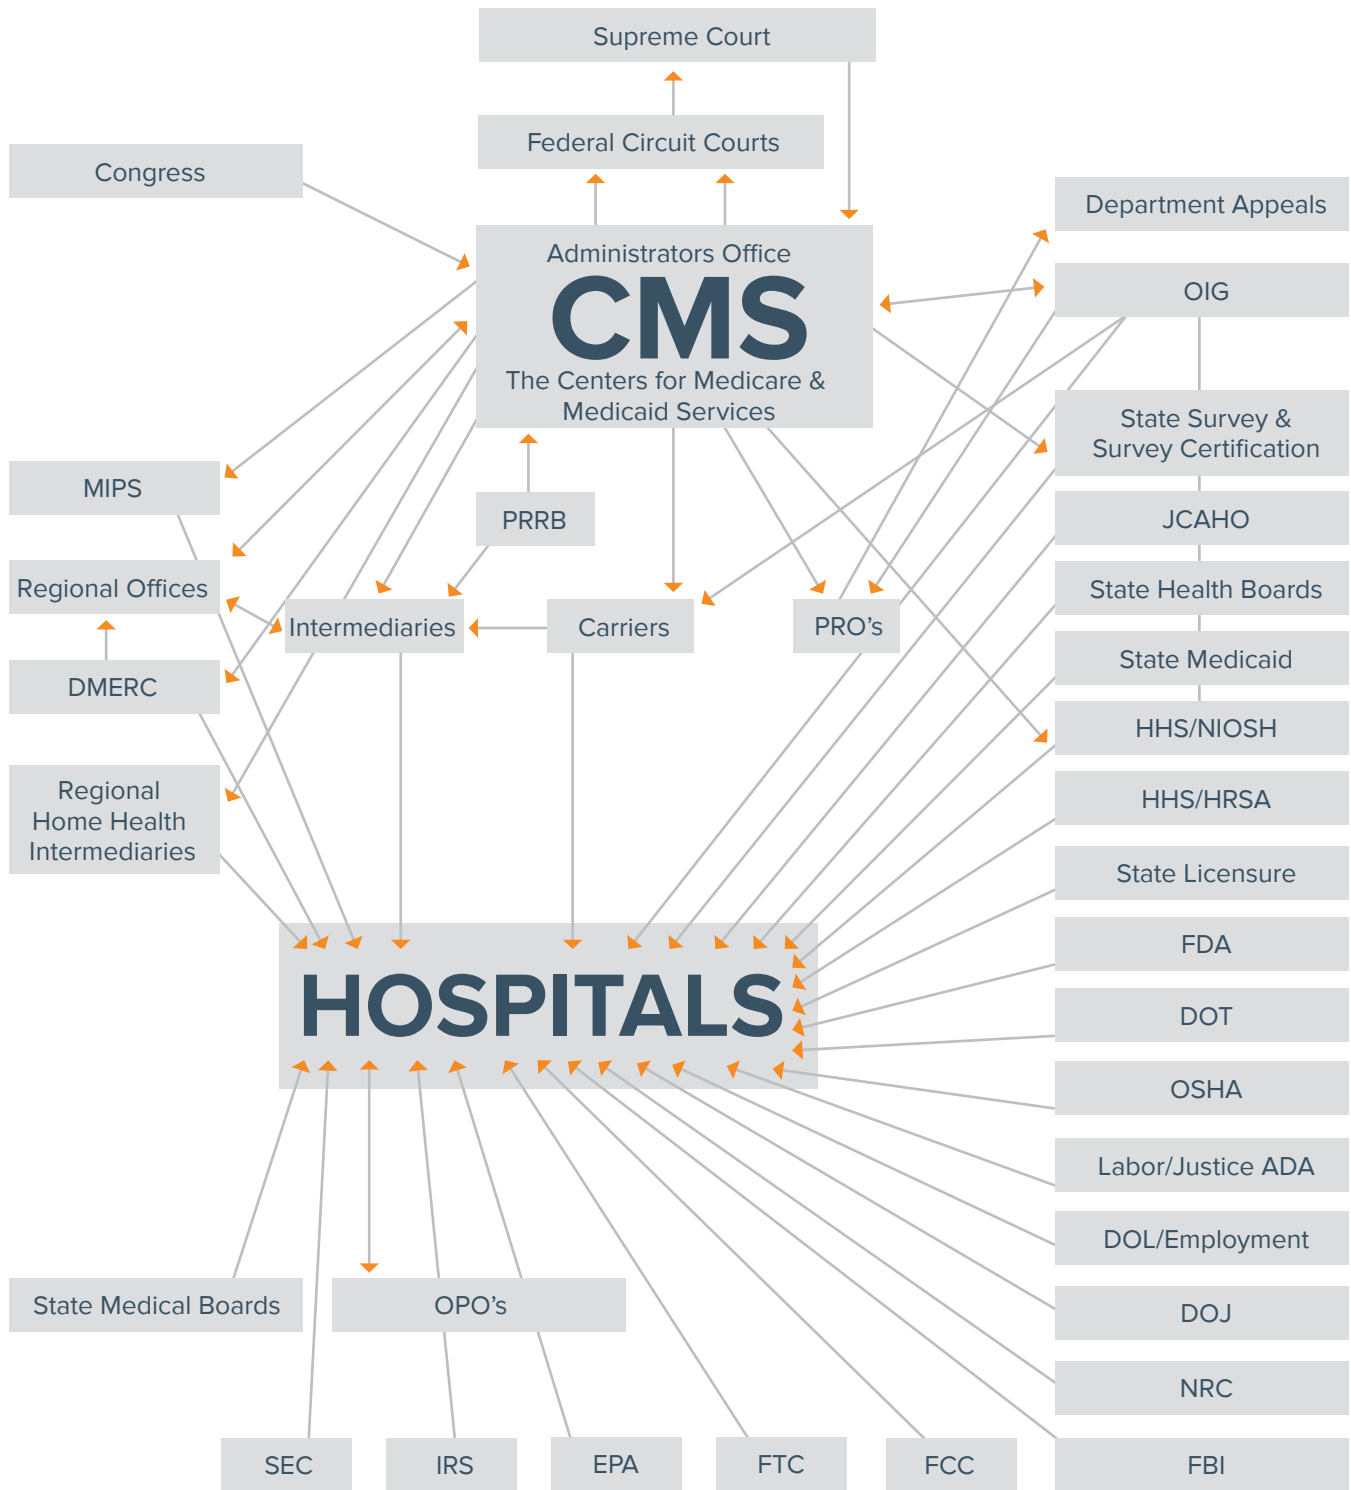 Supreme Court
Federal Circuit Courts
Congress
Department Appeals
Administrators Office
CMS
The Centers for Medicare &
Medicaid Services
OIG
State Survey &
Survey Certification
MIPS
PRRB
JCAHO
Regional Offices
State Health Boards
Intermediaries
Carriers
PRO’s
State Medicaid
DMERC
HHS/NIOSH
Regional
Home Health
Intermediaries
HHS/HRSA
State Licensure
FDA
HOSPITALS
DOT
OSHA
Labor/Justice ADA
DOL/Employment
State Medical Boards
OPO’s
DOJ
NRC
SEC
IRS
EPA
FTC
FCC
FBI